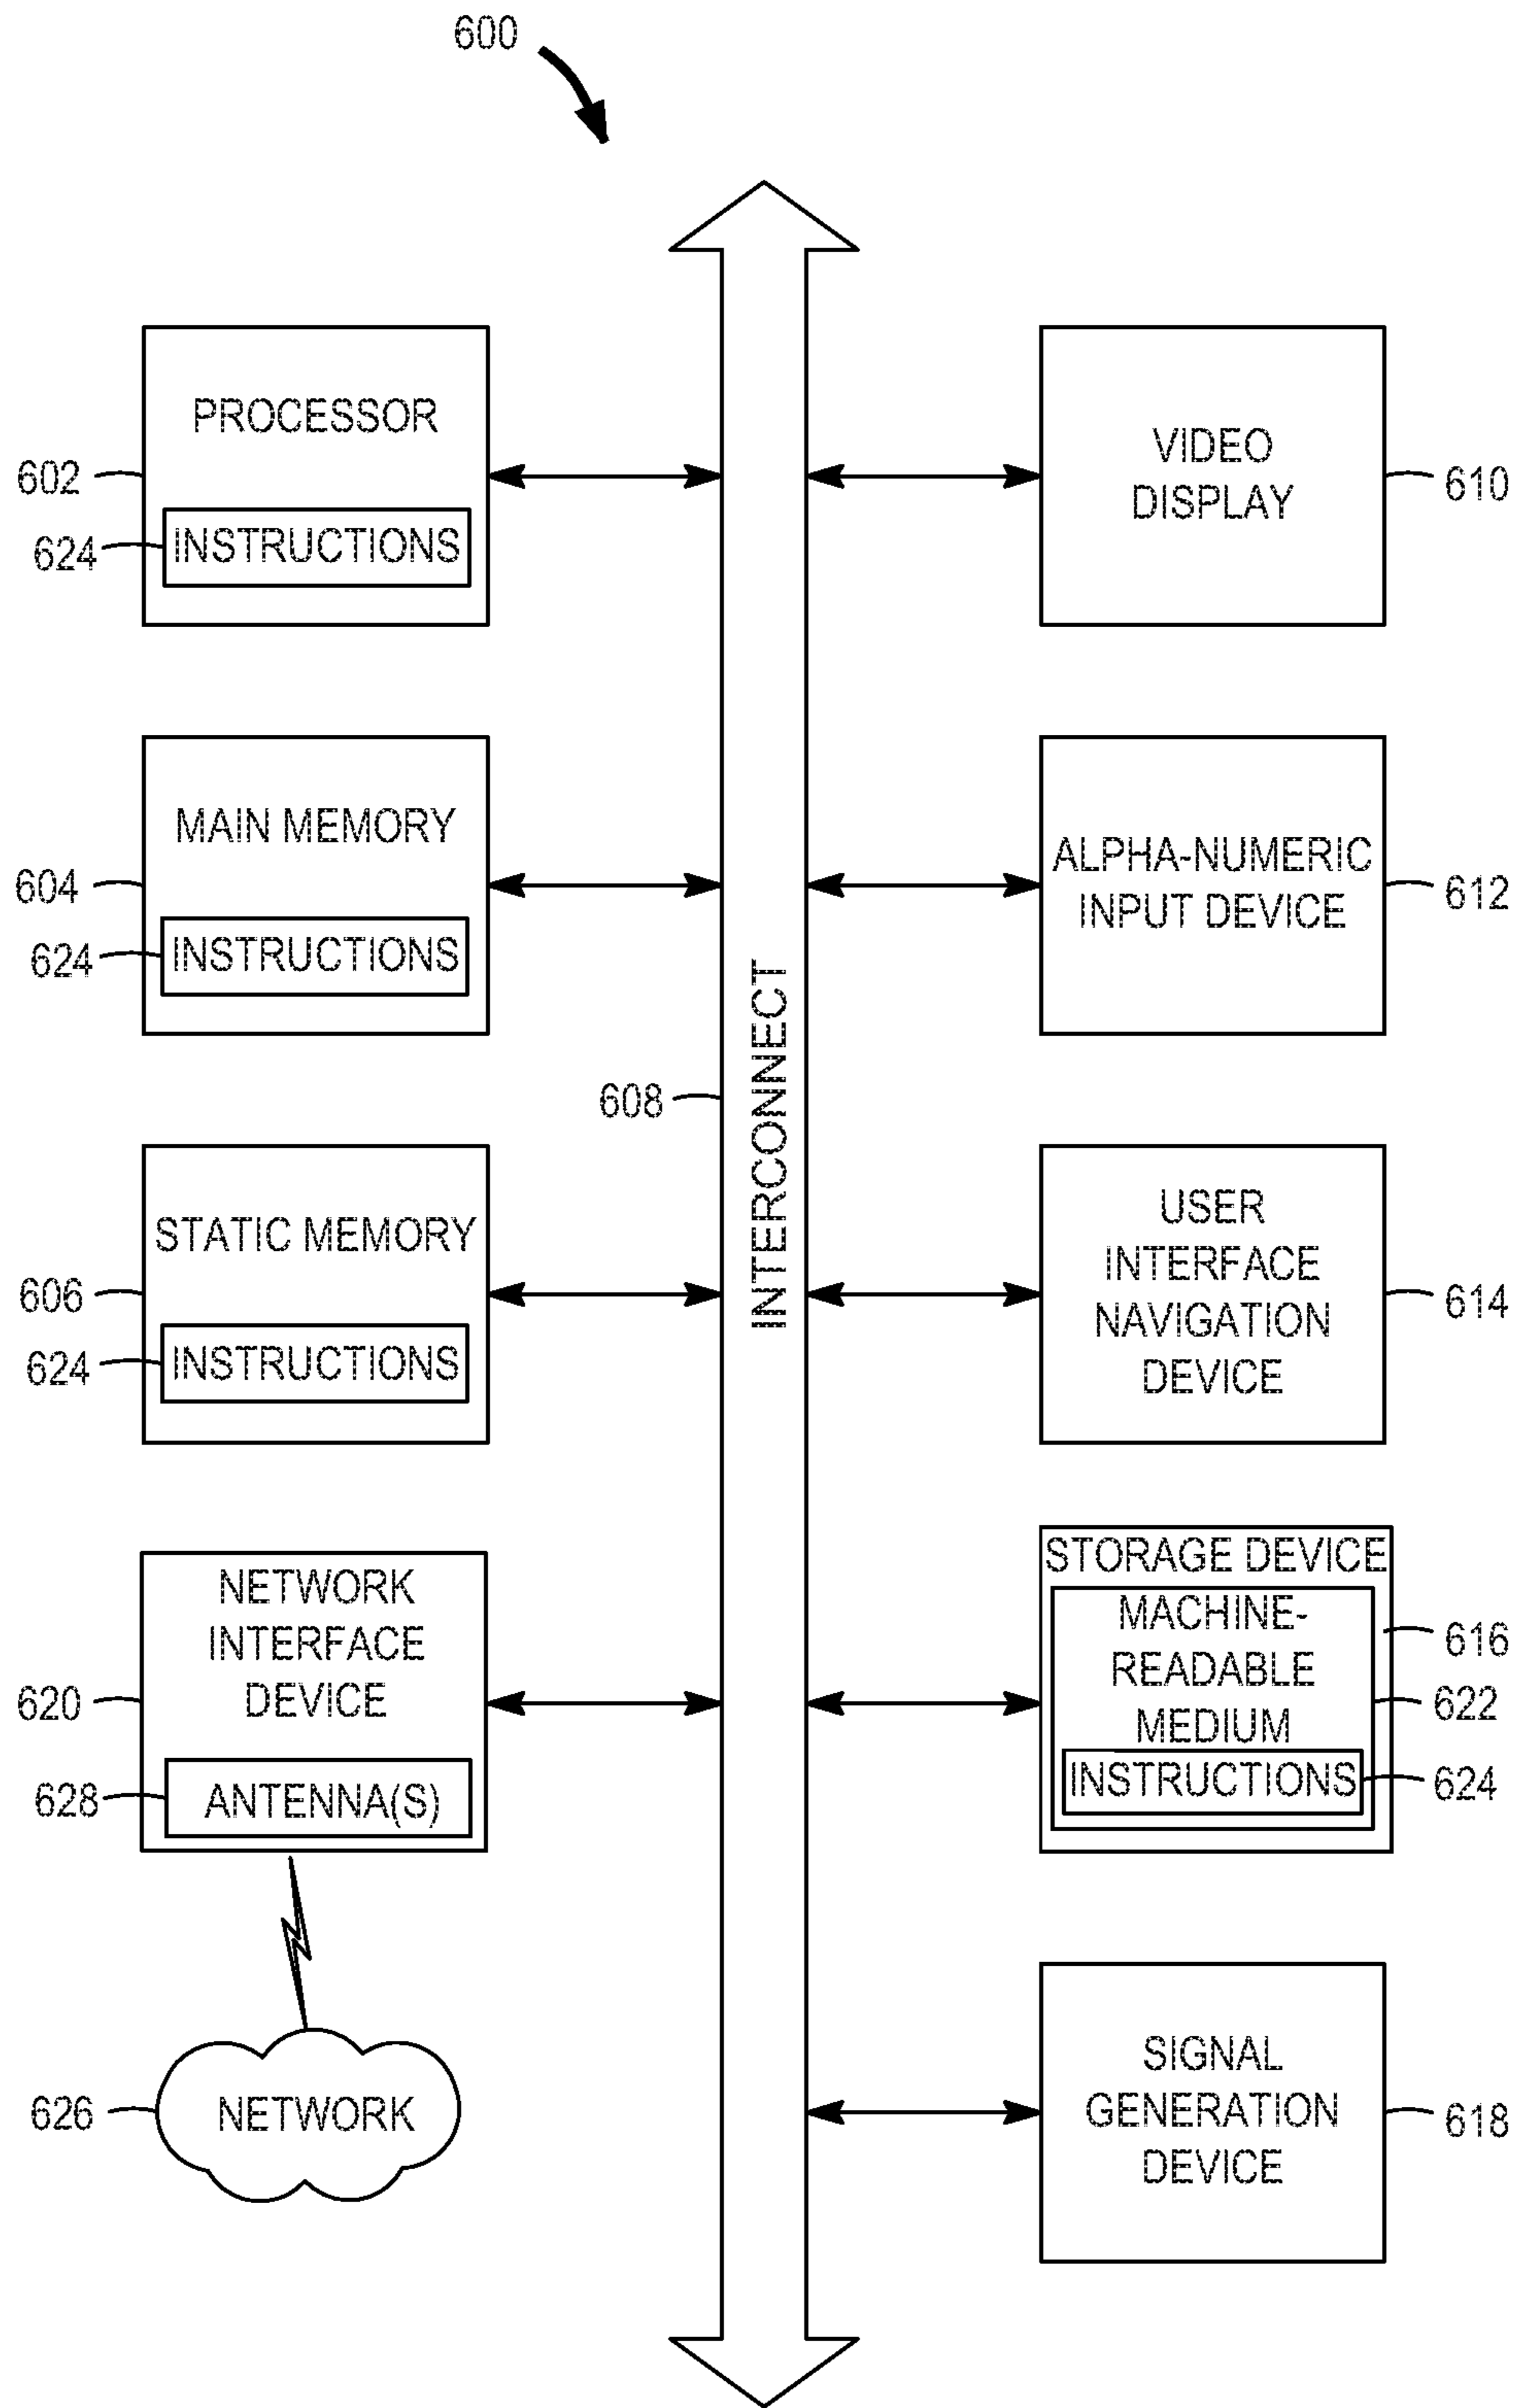 600
PROCESSOR
602
624
INSTRUCTIONS
MAIN MEMORY
604
624
INSTRUCTIONS
STATIC MEMORY
606
624
INSTRUCTIONS
NETWORK
INTERFACE
DEVICE
620
628
ANTENNA(S)
626
NETWORK
608
INTERCONNECT
VIDEO
DISPLAY
610
ALPHA-NUMERIC
INPUT DEVICE
612
USER
INTERFACE
NAVIGATION
DEVICE
614
STORAGE DEVICE
MACHINE-
READABLE
MEDIUM
616
622
INSTRUCTIONS
624
SIGNAL
GENERATION
DEVICE
618